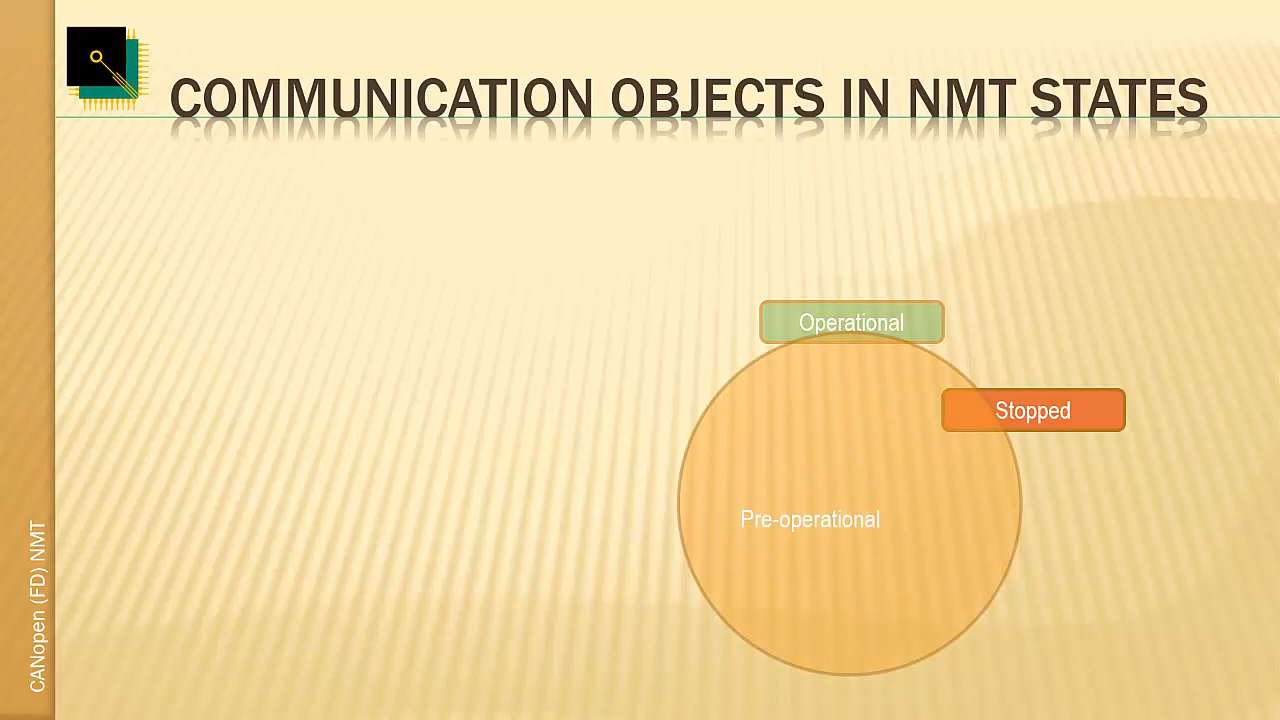 COMMUNICATION OBJECTS IN NMT STATES
Operational
Stopped
Pre-operational
CANopen (FD) NMT